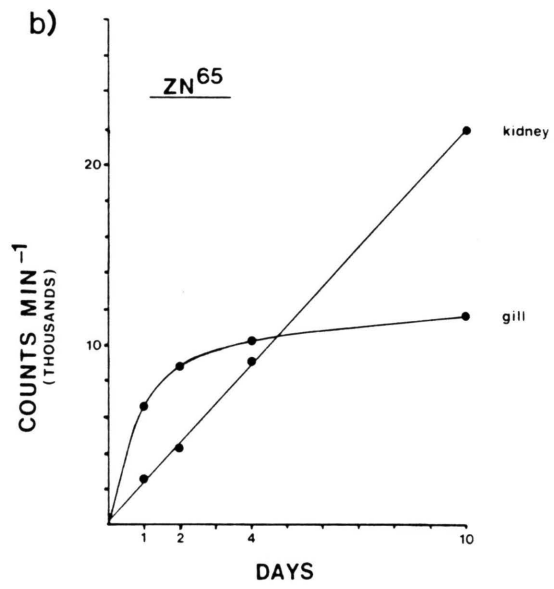 b)
ZN⁶⁵
kidney
20
gill
10
COUNTS MIN⁻¹
(THOUSANDS)
1 2 4 10
DAYS